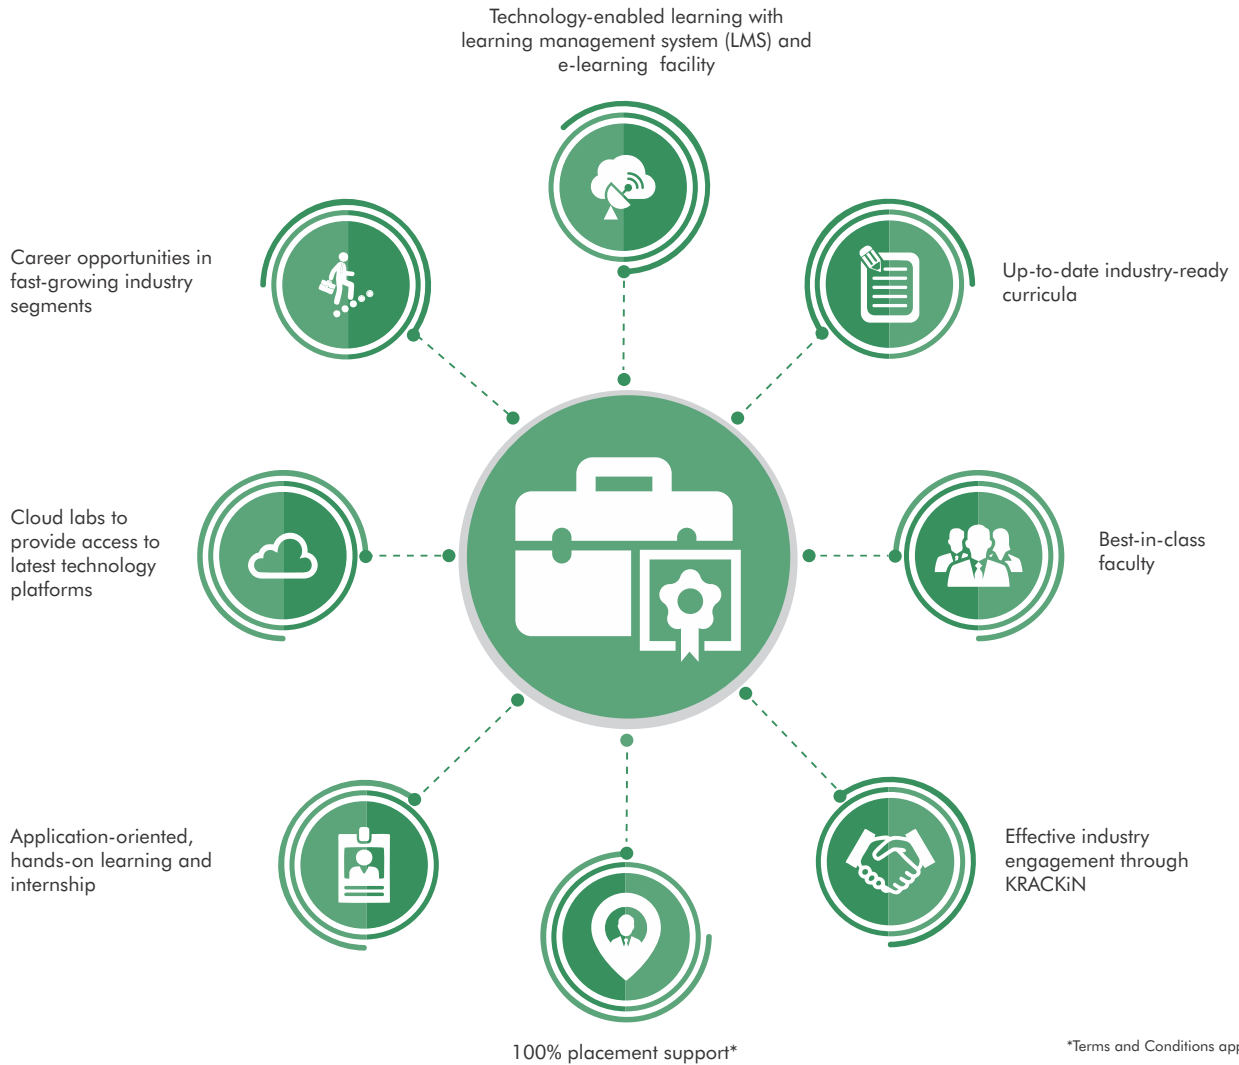 Technology-enabled learning with
learning management system (LMS) and
e-learning facility
Career opportunities in
fast-growing industry
segments
Up-to-date industry-ready
curricula
Cloud labs to
provide access to
latest technology
platforms
Best-in-class
faculty
Application-oriented,
hands-on learning and
internship
Effective industry
engagement through
KRACKiN
100% placement support*
*Terms and Conditions app